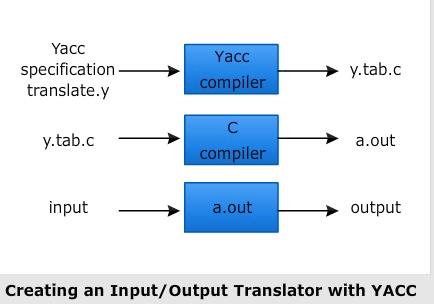 Yacc
specification
translate.y
Yacc
compiler
y.tab.c
y.tab.c
C
compiler
a.out
input
a.out
output
Creating an Input/Output Translator with YACC